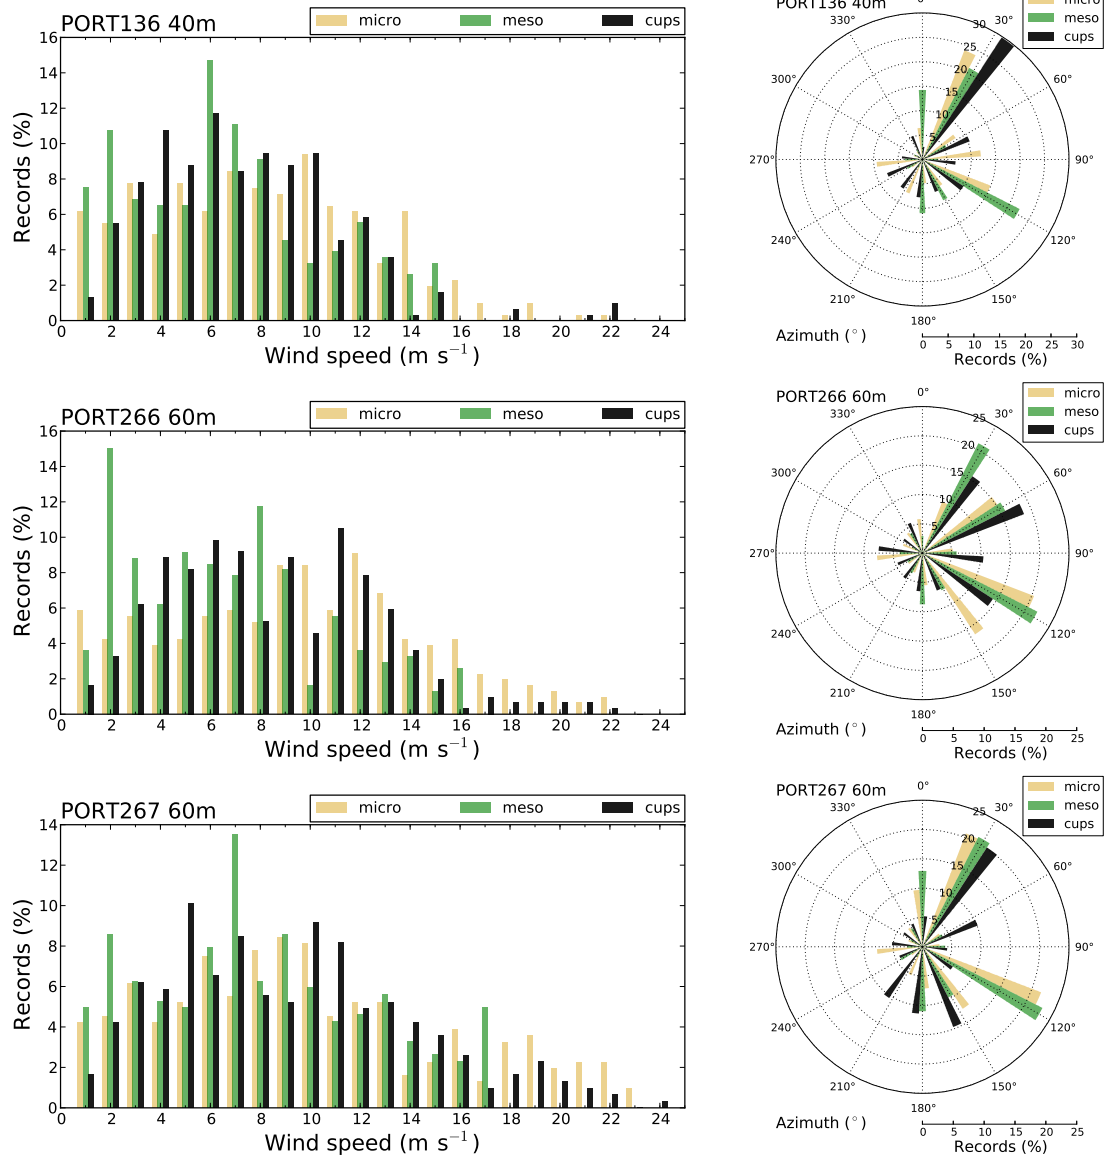 PORT136 40m
micro meso cups
16
14
12
10
8
6
4
2
0
Records (%)
0 2 4 6 8 10 12 14 16 18 20 22 24
Wind speed (m s⁻¹)
PORT136 40m
micro
meso
cups
0°
30°
60°
90°
120°
150°
180°
210°
240°
270°
300°
330°
5
10
15
20
25
30
Azimuth (°)
0 5 10 15 20 25 30
Records (%)
PORT266 60m
micro meso cups
16
14
12
10
8
6
4
2
0
Records (%)
0 2 4 6 8 10 12 14 16 18 20 22 24
Wind speed (m s⁻¹)
PORT266 60m
micro
meso
cups
0°
30°
60°
90°
120°
150°
180°
210°
240°
270°
300°
330°
5
10
15
20
25
Azimuth (°)
0 5 10 15 20 25
Records (%)
PORT267 60m
micro meso cups
14
12
10
8
6
4
2
0
Records (%)
0 2 4 6 8 10 12 14 16 18 20 22 24
Wind speed (m s⁻¹)
PORT267 60m
micro
meso
cups
0°
30°
60°
90°
120°
150°
180°
210°
240°
270°
300°
330°
5
10
15
20
25
Azimuth (°)
0 5 10 15 20 25
Records (%)